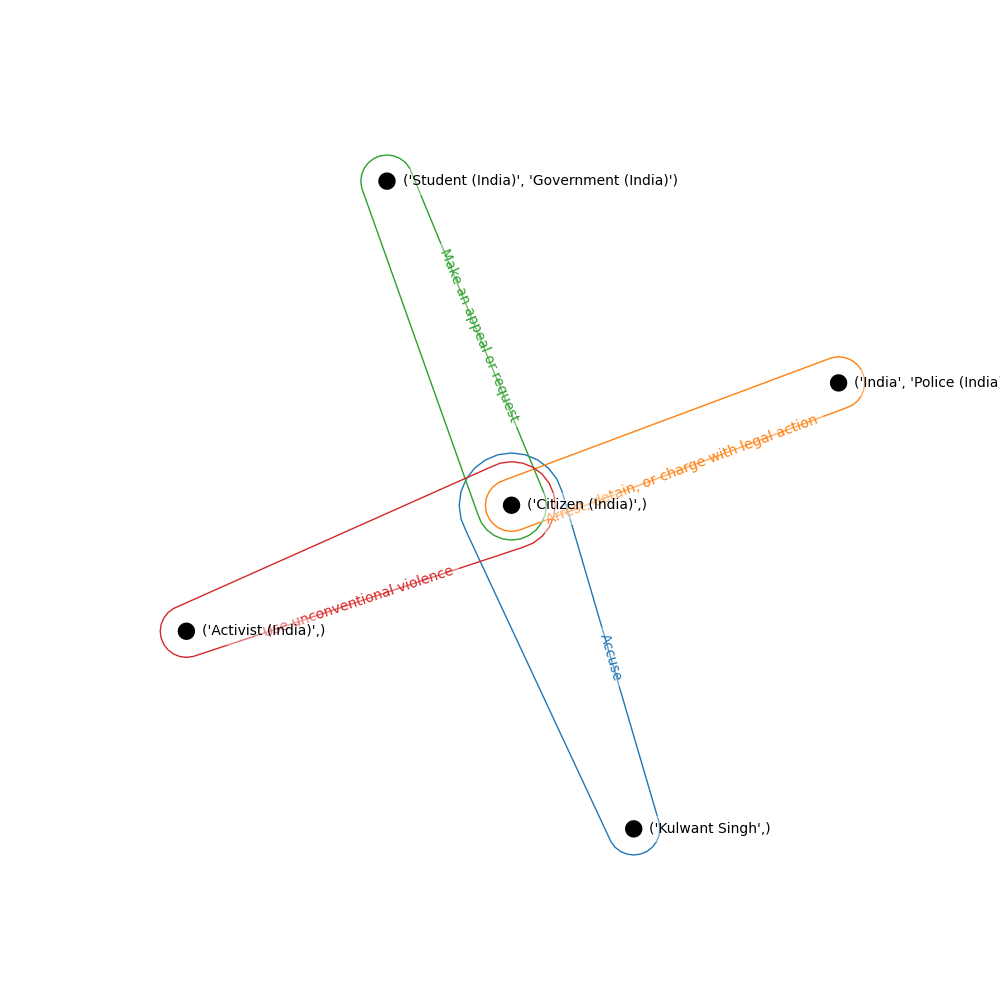 ('Student (India)', 'Government (India)')
Make an appeal or request
('India', 'Police (India)
Arrest, detain, or charge with legal action
('Citizen (India)',)
Use unconventional violence
('Activist (India)',)
Accuse
('Kulwant Singh',)